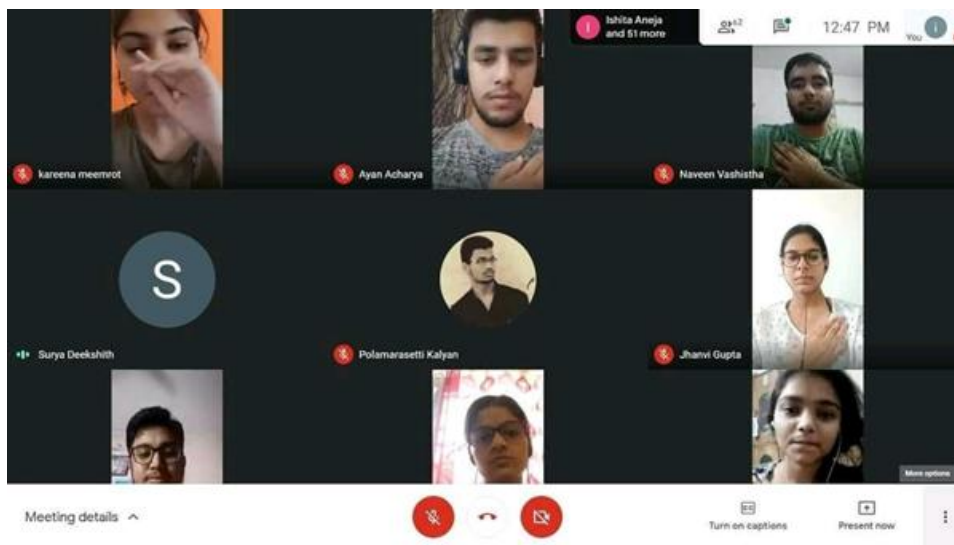 I
Ishita Aneja
and 51 more
62
12:47 PM
You
i
kareena meemrot
Ayan Acharya
Naveen Vashistha
S
Surya Deekshith
Polamarasetti Kalyan
Jhanvi Gupta
More options
Meeting details
Turn on captions
Present now